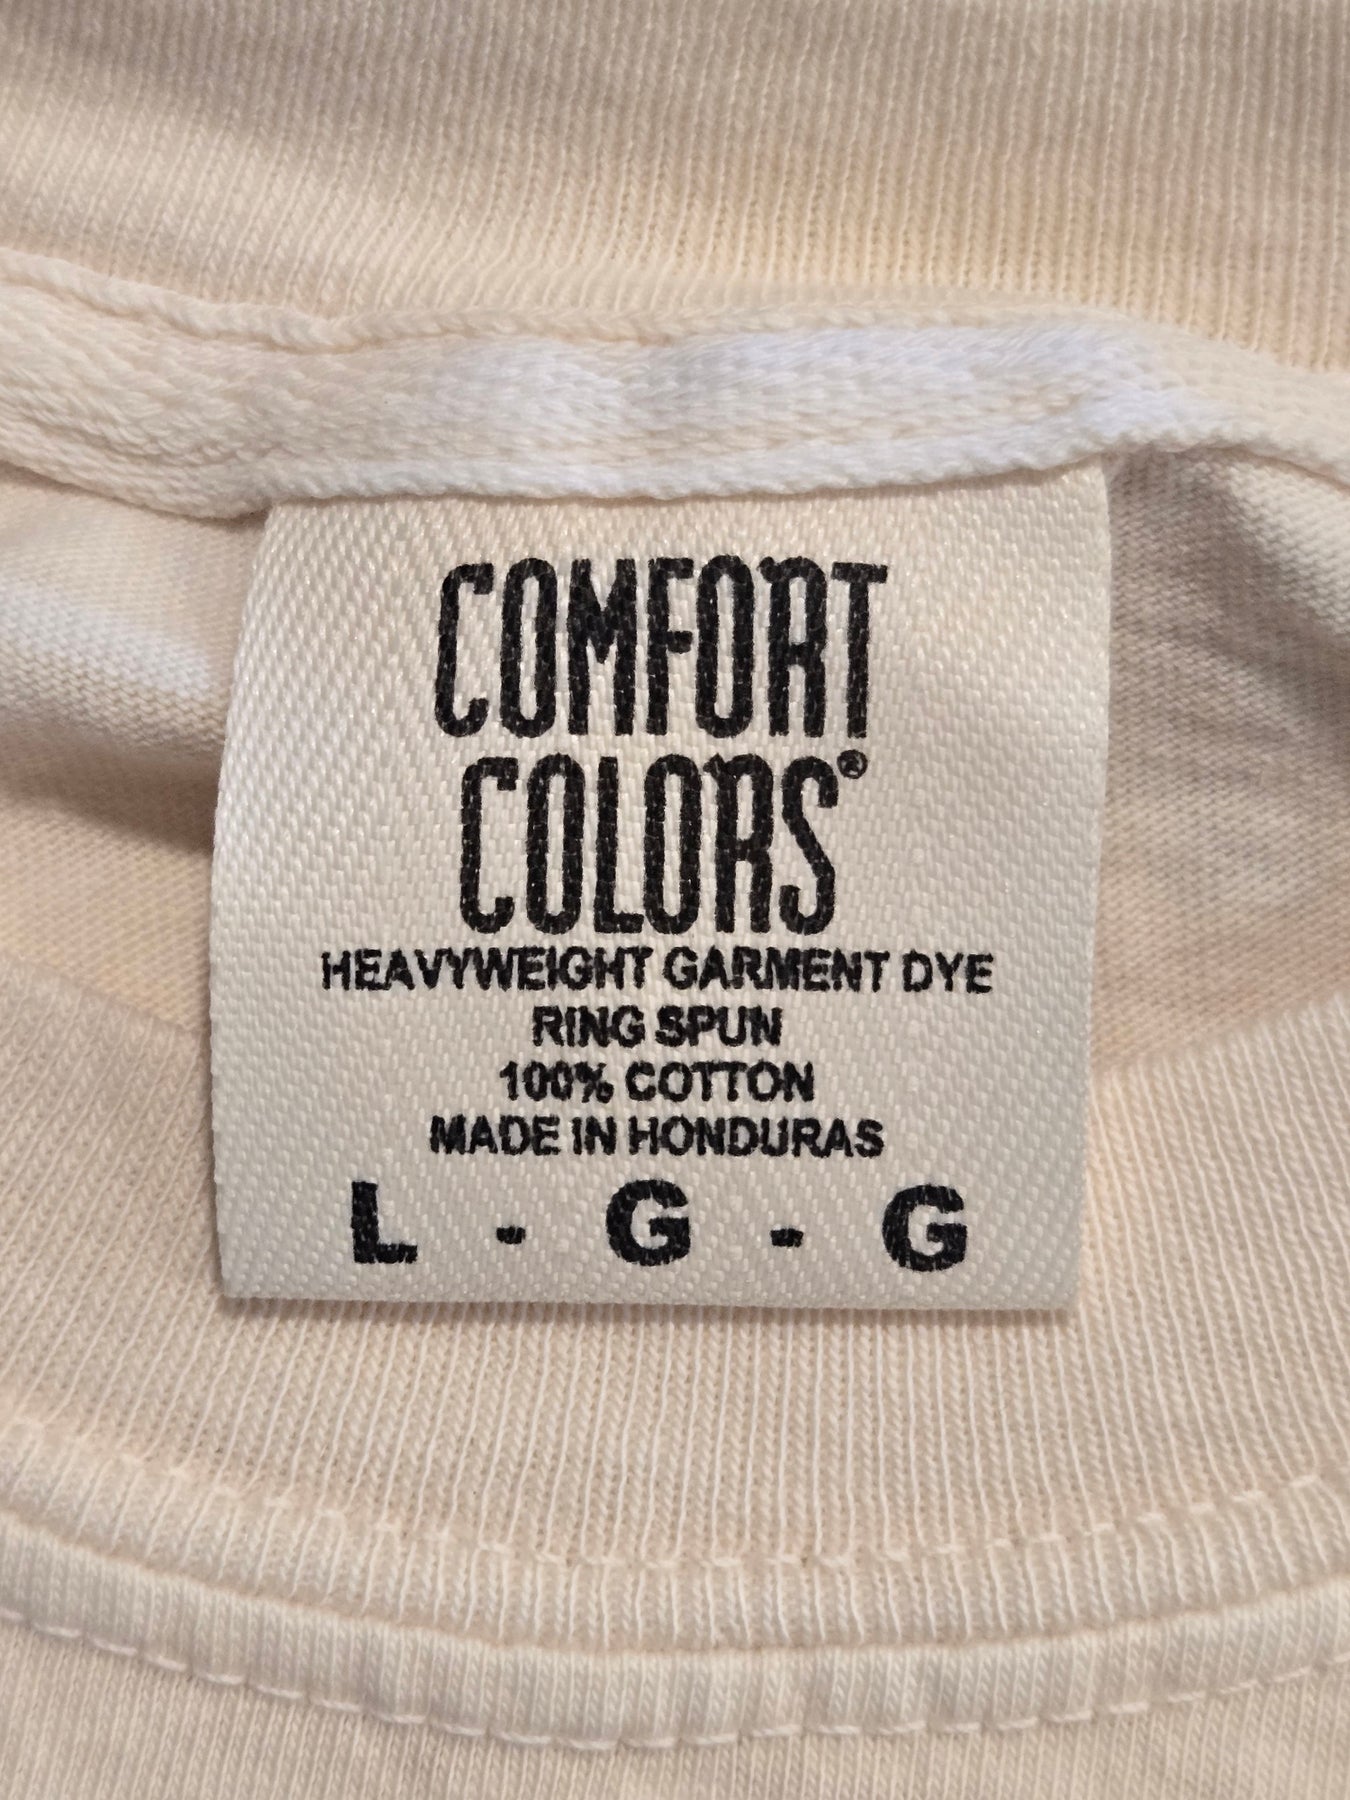 COMFORT
COLORS®
HEAVYWEIGHT GARMENT DYE
RING SPUN
100% COTTON
MADE IN HONDURAS
L - G - G